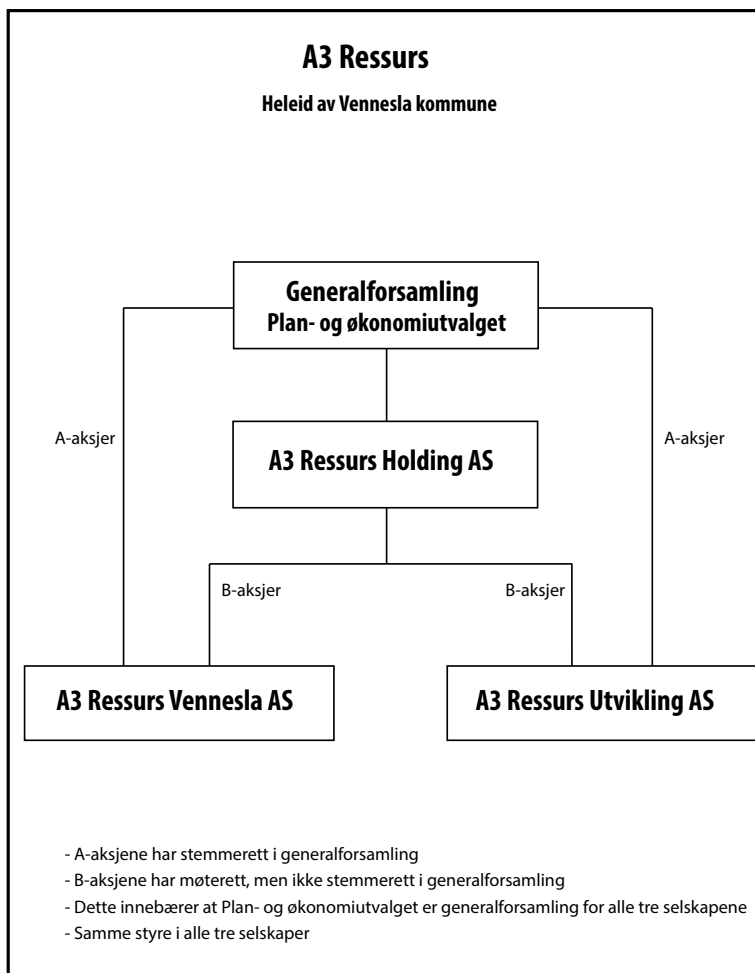 A3 Ressurs
Heleid av Vennesla kommune
Generalforsamling
Plan- og økonomiutvalget
A-aksjer
A-aksjer
A3 Ressurs Holding AS
B-aksjer
B-aksjer
A3 Ressurs Vennesla AS
A3 Ressurs Utvikling AS
- A-aksjene har stemmerett i generalforsamling
- B-aksjene har møterett, men ikke stemmerett i generalforsamling
- Dette innebærer at Plan- og økonomiutvalget er generalforsamling for alle tre selskapene
- Samme styre i alle tre selskaper